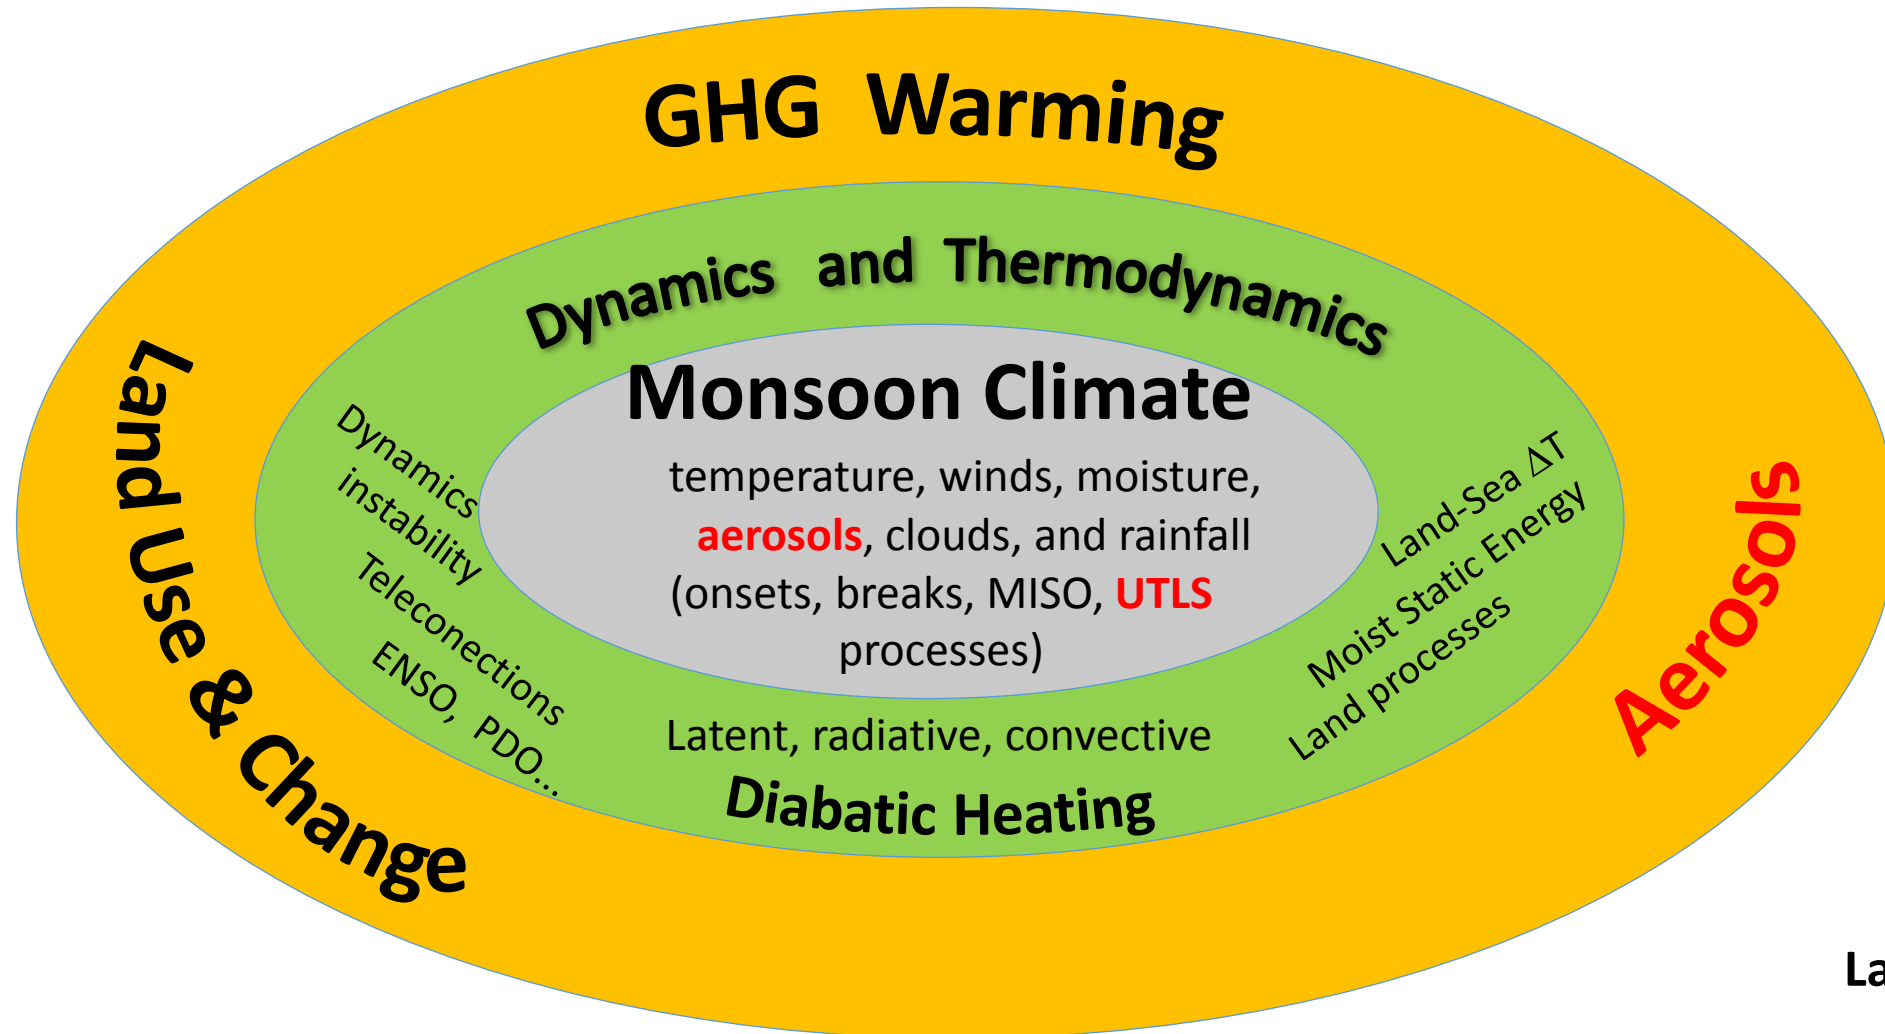 GHG Warming
Dynamics and Thermodynamics
Monsoon Climate
temperature, winds, moisture,
aerosols, clouds, and rainfall
(onsets, breaks, MISO, UTLS
processes)
Land Use & Change
Dynamics
instability
Teleconections
ENSO, PDO...
Land-Sea ΔT
Moist Static Energy
Land processes
Aerosols
Latent, radiative, convective
Diabatic Heating
La